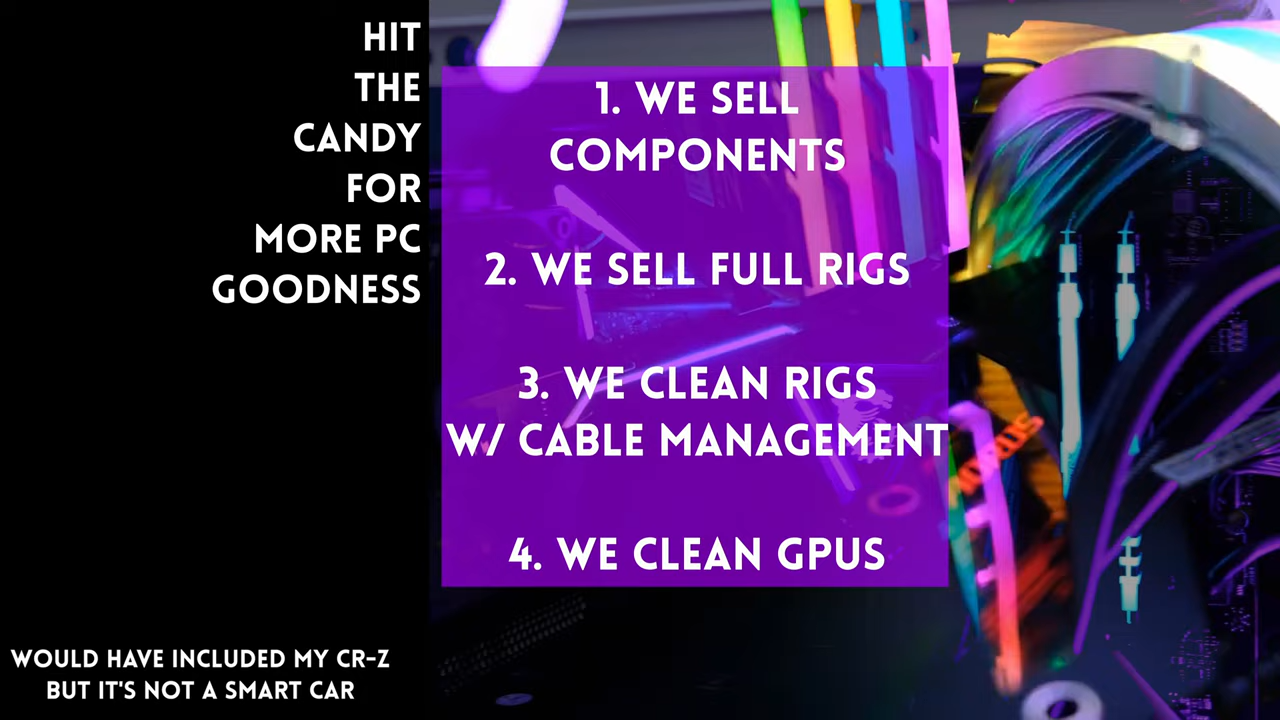 HIT
THE
CANDY
FOR
MORE PC
GOODNESS
1. WE SELL
COMPONENTS
2. WE SELL FULL RIGS
3. WE CLEAN RIGS
W/ CABLE MANAGEMENT
4. WE CLEAN GPUS
WOULD HAVE INCLUDED MY CR-Z
BUT IT'S NOT A SMART CAR